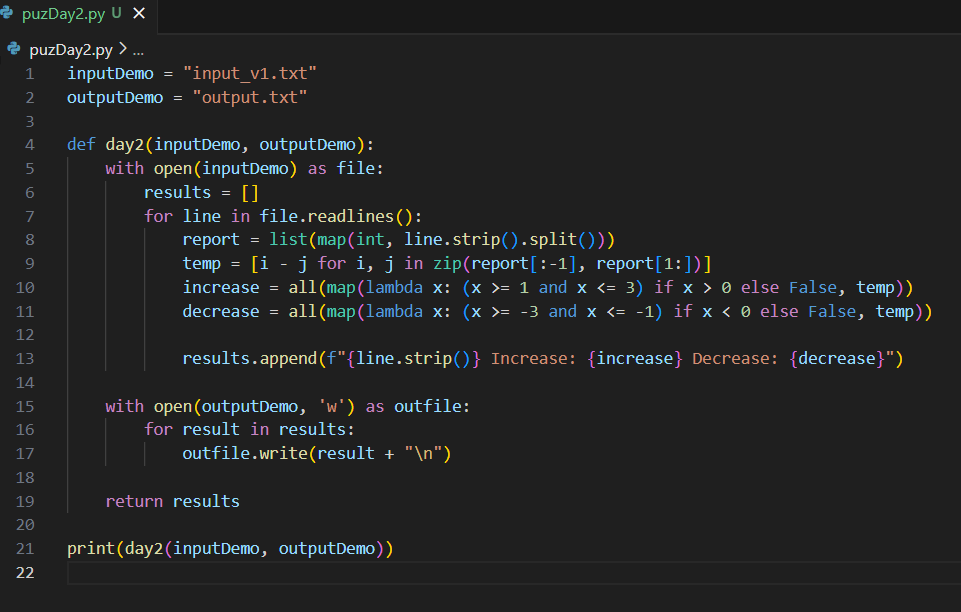 puzDay2.py U
puzDay2.py > ...
1 inputDemo = "input_v1.txt"
2 outputDemo = "output.txt"
3
4 def day2(inputDemo, outputDemo):
5     with open(inputDemo) as file:
6         results = []
7         for line in file.readlines():
8             report = list(map(int, line.strip().split()))
9             temp = [i - j for i, j in zip(report[:-1], report[1:])]
10             increase = all(map(lambda x: (x >= 1 and x <= 3) if x > 0 else False, temp))
11             decrease = all(map(lambda x: (x >= -3 and x <= -1) if x < 0 else False, temp))
12
13             results.append(f"{line.strip()} Increase: {increase} Decrease: {decrease}")
14
15     with open(outputDemo, 'w') as outfile:
16         for result in results:
17             outfile.write(result + "\n")
18
19     return results
20
21 print(day2(inputDemo, outputDemo))
22